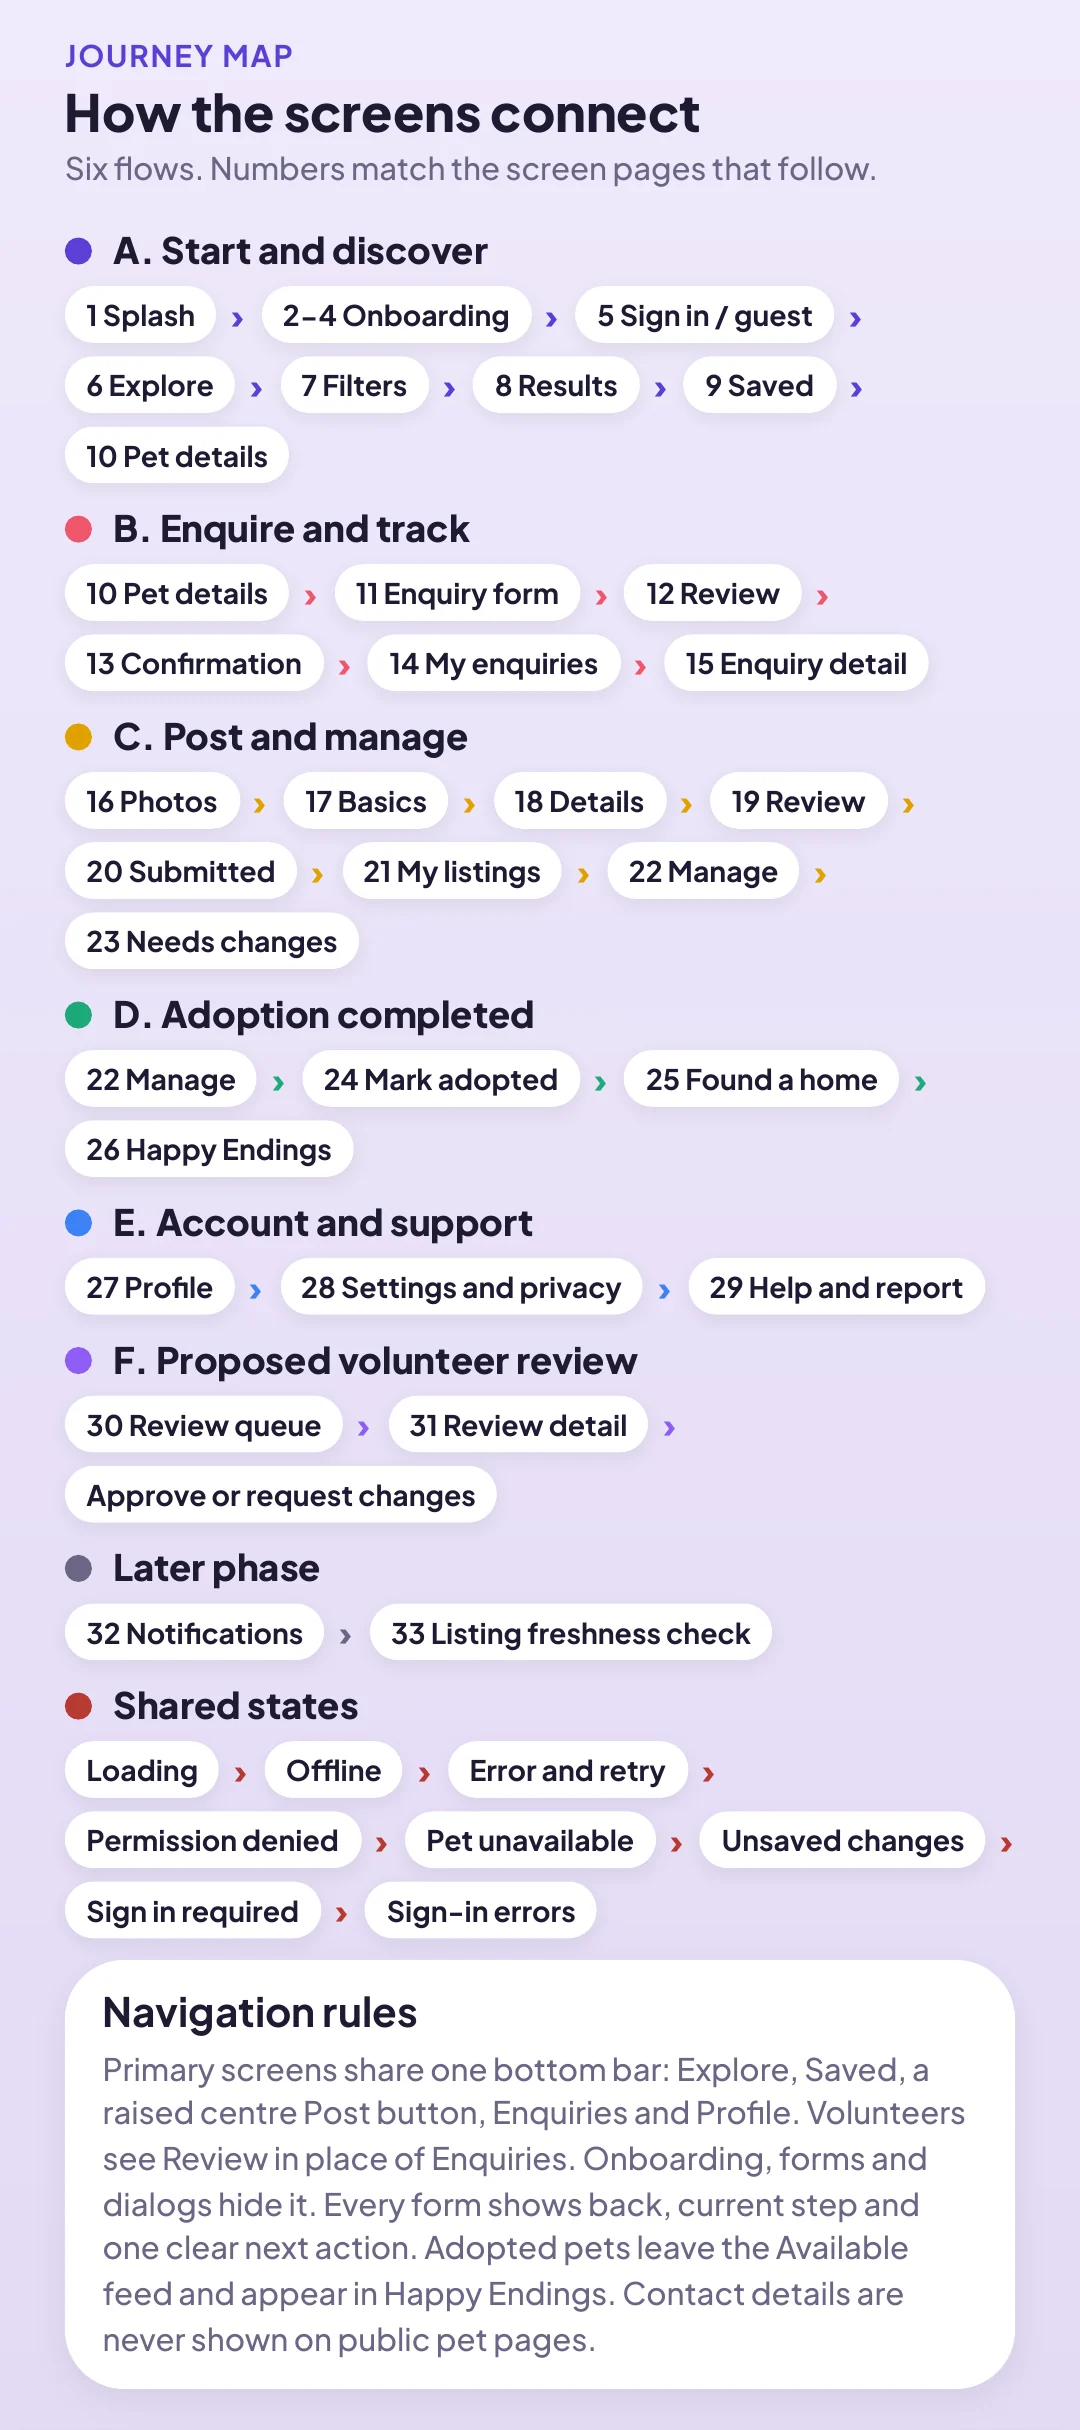 JOURNEY MAP
How the screens connect
Six flows. Numbers match the screen pages that follow.
A. Start and discover
1 Splash › 2–4 Onboarding › 5 Sign in / guest ›
6 Explore › 7 Filters › 8 Results › 9 Saved ›
10 Pet details
B. Enquire and track
10 Pet details › 11 Enquiry form › 12 Review ›
13 Confirmation › 14 My enquiries › 15 Enquiry detail
C. Post and manage
16 Photos › 17 Basics › 18 Details › 19 Review ›
20 Submitted › 21 My listings › 22 Manage ›
23 Needs changes
D. Adoption completed
22 Manage › 24 Mark adopted › 25 Found a home ›
26 Happy Endings
E. Account and support
27 Profile › 28 Settings and privacy › 29 Help and report
F. Proposed volunteer review
30 Review queue › 31 Review detail ›
Approve or request changes
Later phase
32 Notifications › 33 Listing freshness check
Shared states
Loading › Offline › Error and retry ›
Permission denied › Pet unavailable › Unsaved changes ›
Sign in required › Sign-in errors
Navigation rules
Primary screens share one bottom bar: Explore, Saved, a
raised centre Post button, Enquiries and Profile. Volunteers
see Review in place of Enquiries. Onboarding, forms and
dialogs hide it. Every form shows back, current step and
one clear next action. Adopted pets leave the Available
feed and appear in Happy Endings. Contact details are
never shown on public pet pages.